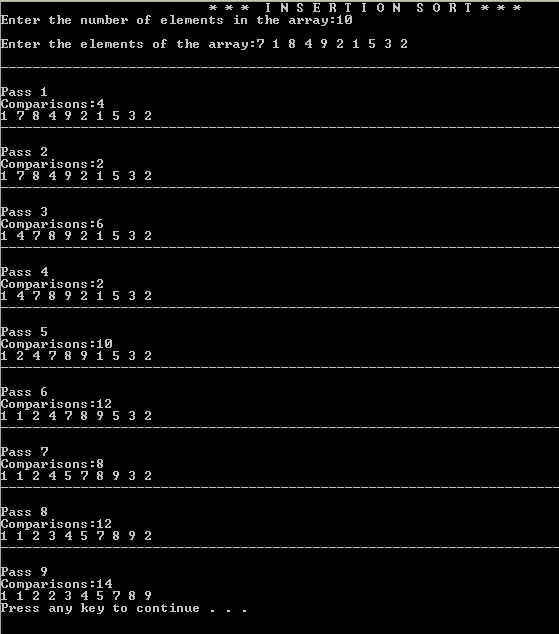 * * *  I N S E R T I O N  S O R T * * *
Enter the number of elements in the array:10
Enter the elements of the array:7 1 8 4 9 2 1 5 3 2
Pass 1
Comparisons:4
1 7 8 4 9 2 1 5 3 2
Pass 2
Comparisons:2
1 7 8 4 9 2 1 5 3 2
Pass 3
Comparisons:6
1 4 7 8 9 2 1 5 3 2
Pass 4
Comparisons:2
1 4 7 8 9 2 1 5 3 2
Pass 5
Comparisons:10
1 2 4 7 8 9 1 5 3 2
Pass 6
Comparisons:12
1 1 2 4 7 8 9 5 3 2
Pass 7
Comparisons:8
1 1 2 4 5 7 8 9 3 2
Pass 8
Comparisons:12
1 1 2 3 4 5 7 8 9 2
Pass 9
Comparisons:14
1 1 2 2 3 4 5 7 8 9
Press any key to continue . . .